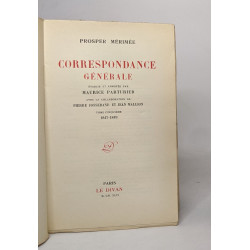 PROSPER MÉRIMÉE
CORRESPONDANCE
GÉNÉRALE
ÉTABLIE ET ANNOTÉE PAR
MAURICE PARTURIER
AVEC LA COLLABORATION DE
PIERRE JOSSERAND ET JEAN MALLION
TOME CINQUIÈME
1847-1849
PARIS
LE DIVAN